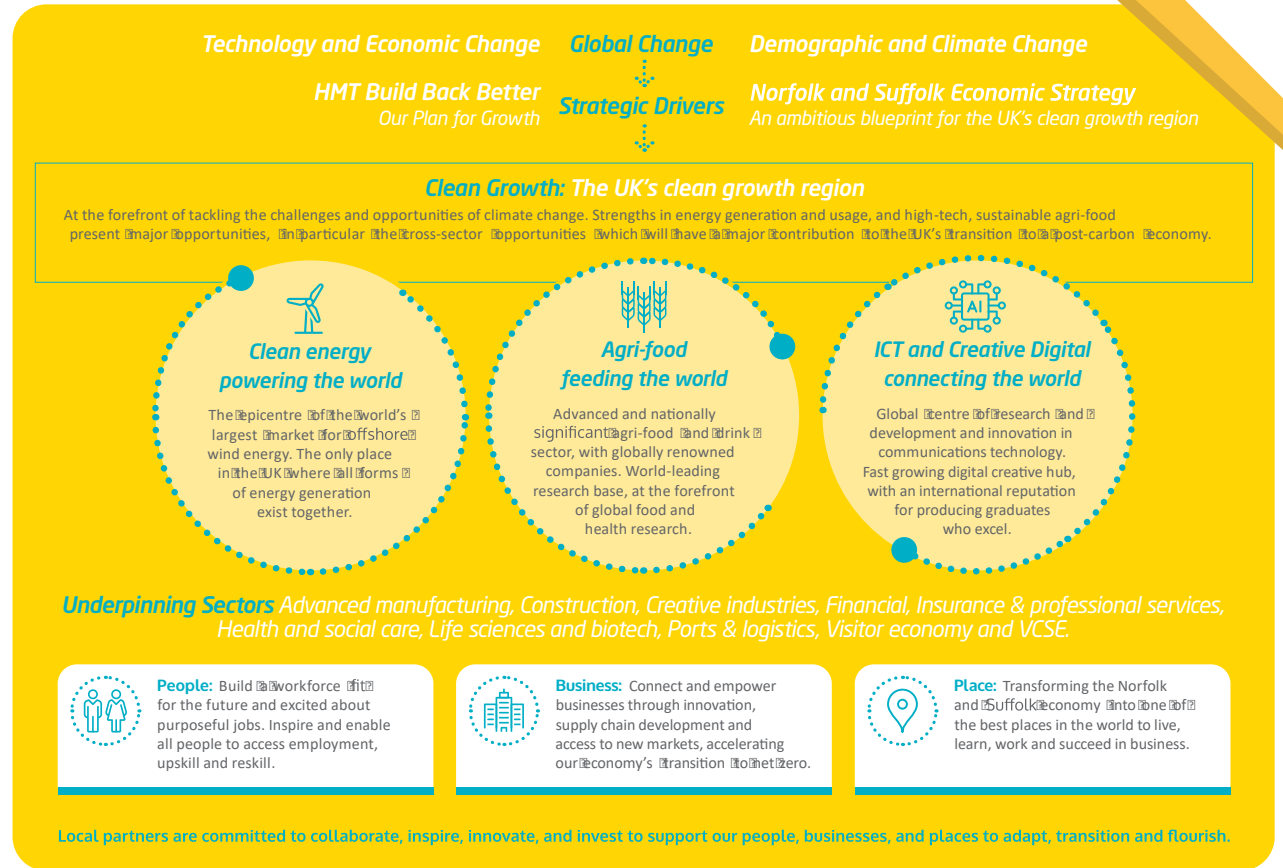 Technology and Economic Change Global Change Demographic and Climate Change
HMT Build Back Better
Our Plan for Growth
Strategic Drivers
Norfolk and Suffolk Economic Strategy
An ambitious blueprint for the UK's clean growth region
Clean Growth: The UK's clean growth region
At the forefront of tackling the challenges and opportunities of climate change. Strengths in energy generation and usage, and high-tech, sustainable agri-food
present major opportunities, in particular the cross-sector opportunities which will have a major contribution to the UK's transition to a post-carbon economy.
Clean energy
powering the world
The epicentre of the world's
largest market for offshore
wind energy. The only place
in the UK where all forms
of energy generation
exist together.
Agri-food
feeding the world
Advanced and nationally
significant agri-food and drink
sector, with globally renowned
companies. World-leading
research base, at the forefront
of global food and
health research.
AI
ICT and Creative Digital
connecting the world
Global centre of research and
development and innovation in
communications technology.
Fast growing digital creative hub,
with an international reputation
for producing graduates
who excel.
Underpinning Sectors Advanced manufacturing, Construction, Creative industries, Financial, Insurance & professional services,
Health and social care, Life sciences and biotech, Ports & logistics, Visitor economy and VCSE.
People: Build a workforce fit
for the future and excited about
purposeful jobs. Inspire and enable
all people to access employment,
upskill and reskill.
Business: Connect and empower
businesses through innovation,
supply chain development and
access to new markets, accelerating
our economy's transition to net zero.
Place: Transforming the Norfolk
and Suffolk economy into one of
the best places in the world to live,
learn, work and succeed in business.
Local partners are committed to collaborate, inspire, innovate, and invest to support our people, businesses, and places to adapt, transition and flourish.